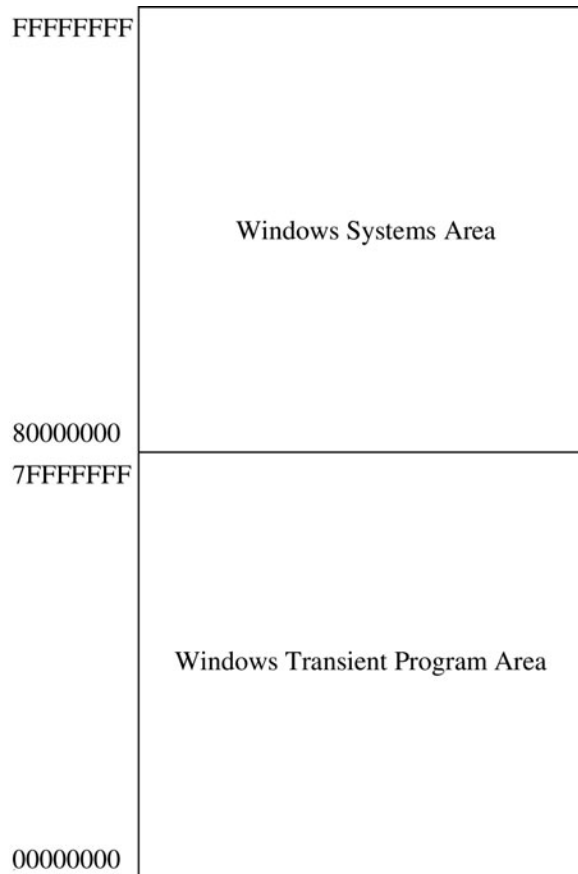 FFFFFFFF
Windows Systems Area
80000000
7FFFFFFF
Windows Transient Program Area
00000000